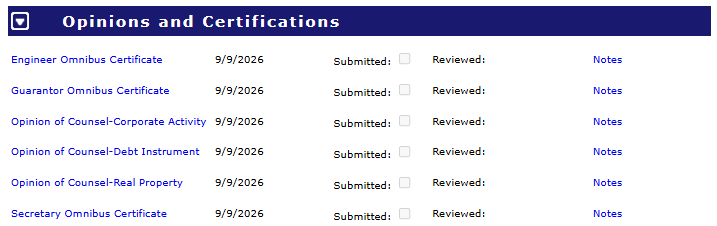 Opinions and Certifications
Engineer Omnibus Certificate 9/9/2026 Submitted: Reviewed: Notes
Guarantor Omnibus Certificate 9/9/2026 Submitted: Reviewed: Notes
Opinion of Counsel-Corporate Activity 9/9/2026 Submitted: Reviewed: Notes
Opinion of Counsel-Debt Instrument 9/9/2026 Submitted: Reviewed: Notes
Opinion of Counsel-Real Property 9/9/2026 Submitted: Reviewed: Notes
Secretary Omnibus Certificate 9/9/2026 Submitted: Reviewed: Notes